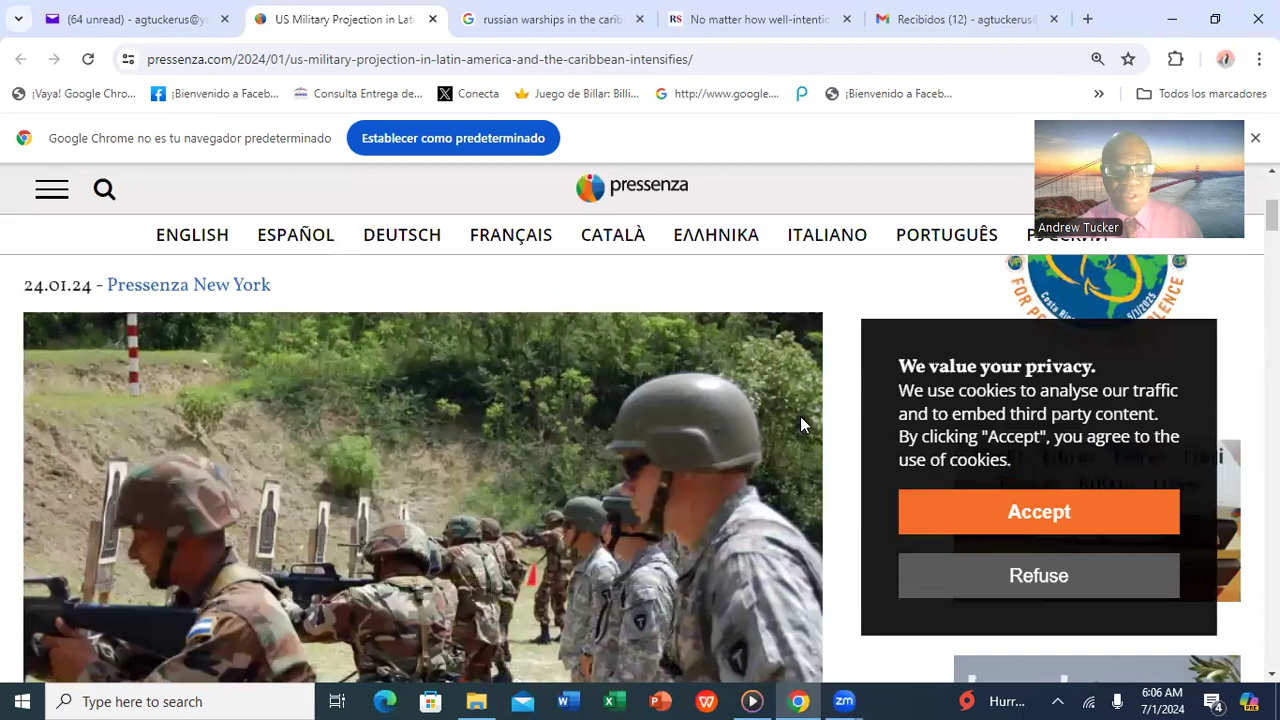 (64 unread) - agtuckerus@y
US Military Projection in Lati
russian warships in the carib
RS No matter how well-intenti
Recibidos (12) - agtuckerus@
pressenza.com/2024/01/us-military-projection-in-latin-america-and-the-caribbean-intensifies/
¡Vaya! Google Chro...
¡Bienvenido a Faceb...
Consulta Entrega de...
Conecta
Juego de Billar: Billi...
http://www.google....
¡Bienvenido a Faceb...
Todos los marcadores
Google Chrome no es tu navegador predeterminado
Establecer como predeterminado
Andrew Tucker
pressenza
ENGLISH ESPAÑOL DEUTSCH FRANÇAIS CATALÀ ΕΛΛΗΝΙΚΑ ITALIANO PORTUGUÊS РУССКИЙ
24.01.24 - Pressenza New York
We value your privacy.
We use cookies to analyse our traffic
and to embed third party content.
By clicking "Accept", you agree to the
use of cookies.
Accept
Refuse
Type here to search
zm
Hurr...
6:06 AM
7/1/2024
4